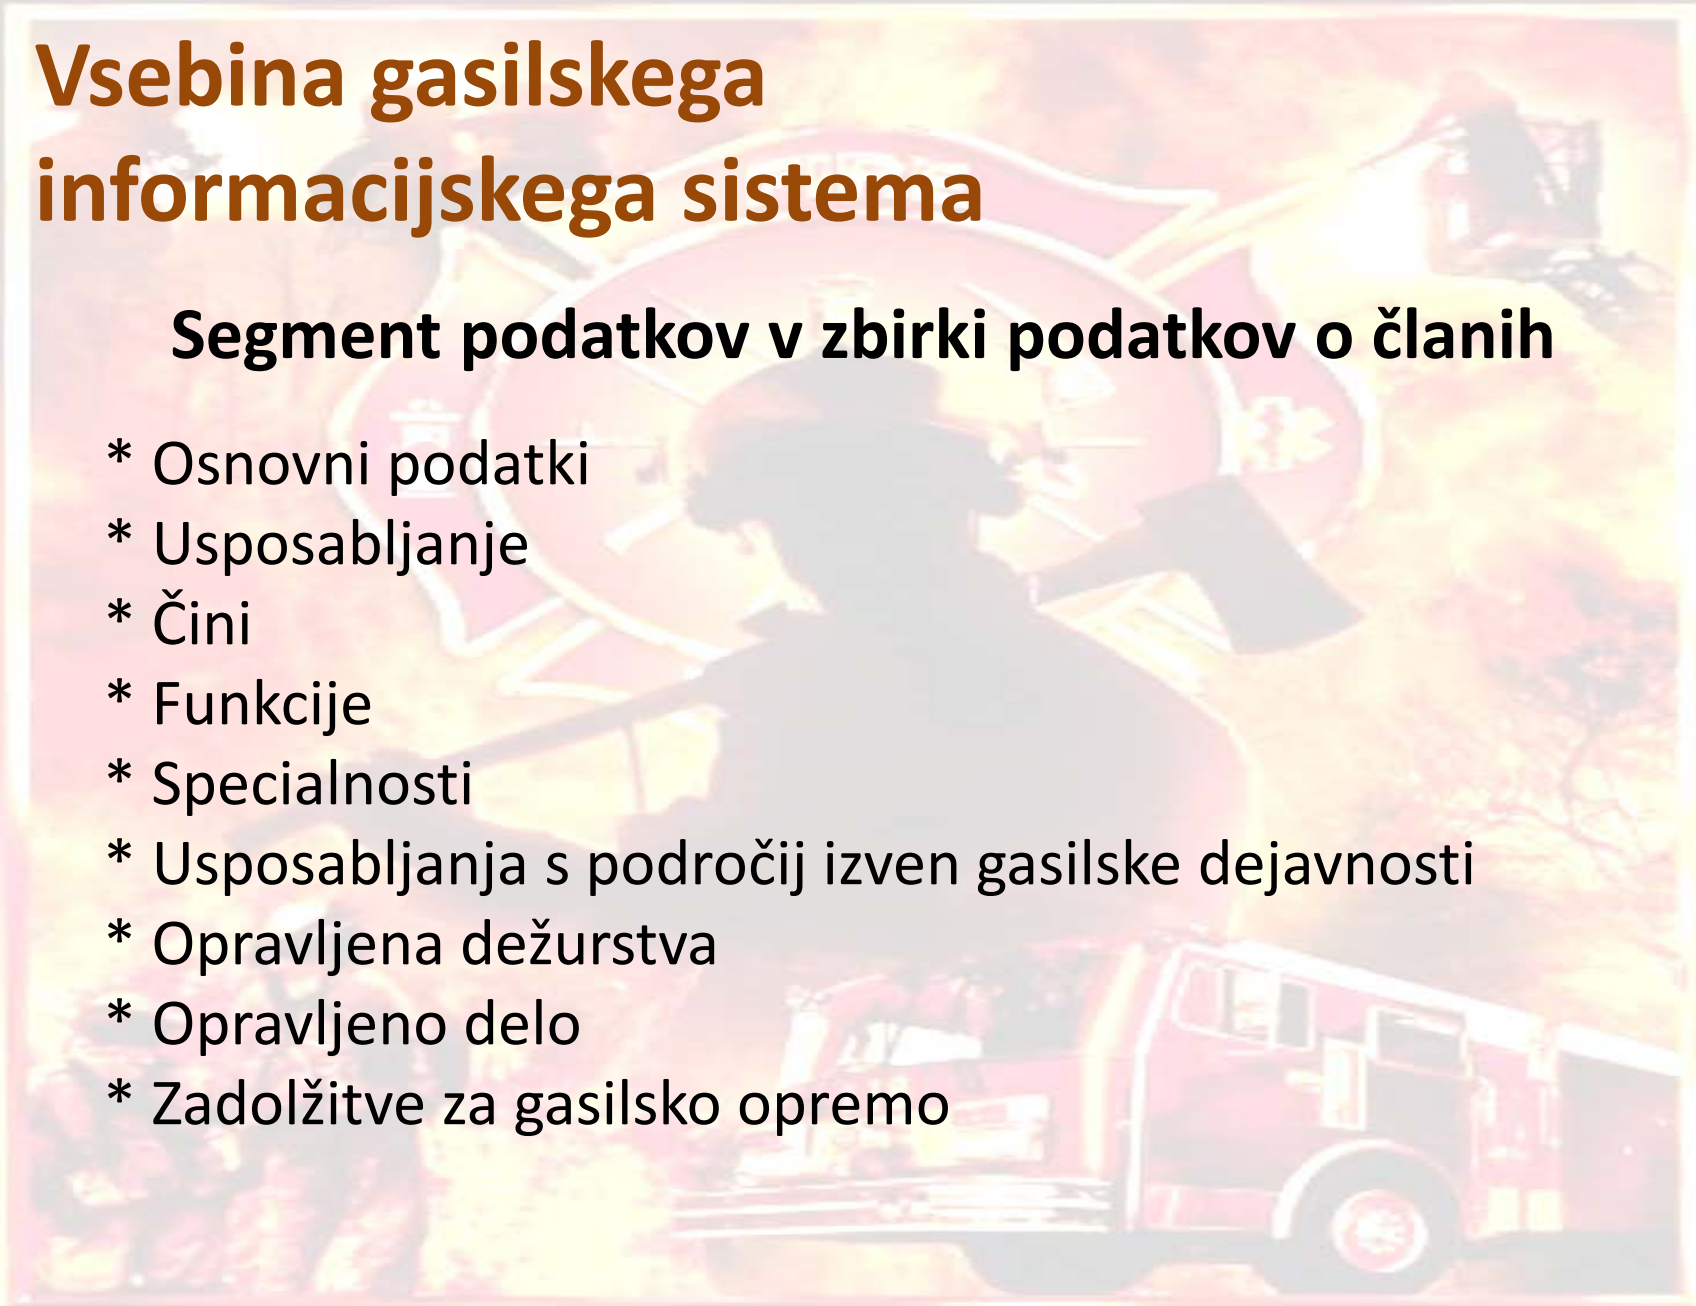 Vsebina gasilskega
informacijskega sistema
Segment podatkov v zbirki podatkov o članih
* Osnovni podatki
* Usposabljanje
* Čini
* Funkcije
* Specialnosti
* Usposabljanja s področij izven gasilske dejavnosti
* Opravljena dežurstva
* Opravljeno delo
* Zadolžitve za gasilsko opremo